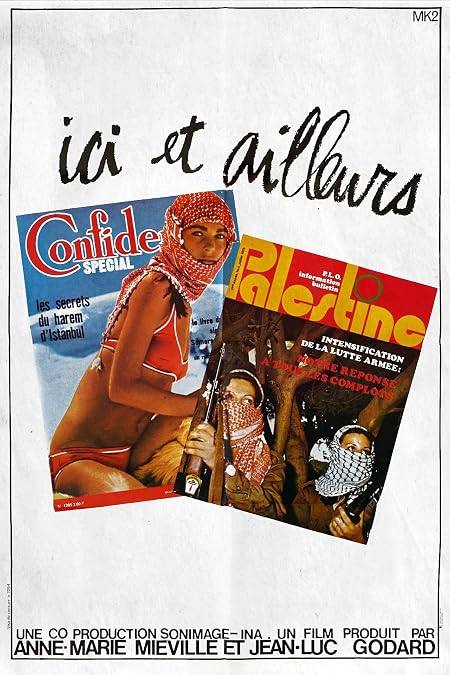 MK2
ici et ailleurs
Confide
SPECIAL
les secrets
du harem
d'Istanbul
P.L.O.
information
bulletin
Palestine
INTENSIFICATION
DE LA LUTTE ARMEE:
NOTRE REPONSE
A TOUS LES COMPLOTS
UNE CO PRODUCTION SONIMAGE-INA . UN FILM PRODUIT PAR
ANNE-MARIE MIEVILLE ET JEAN-LUC GODARD